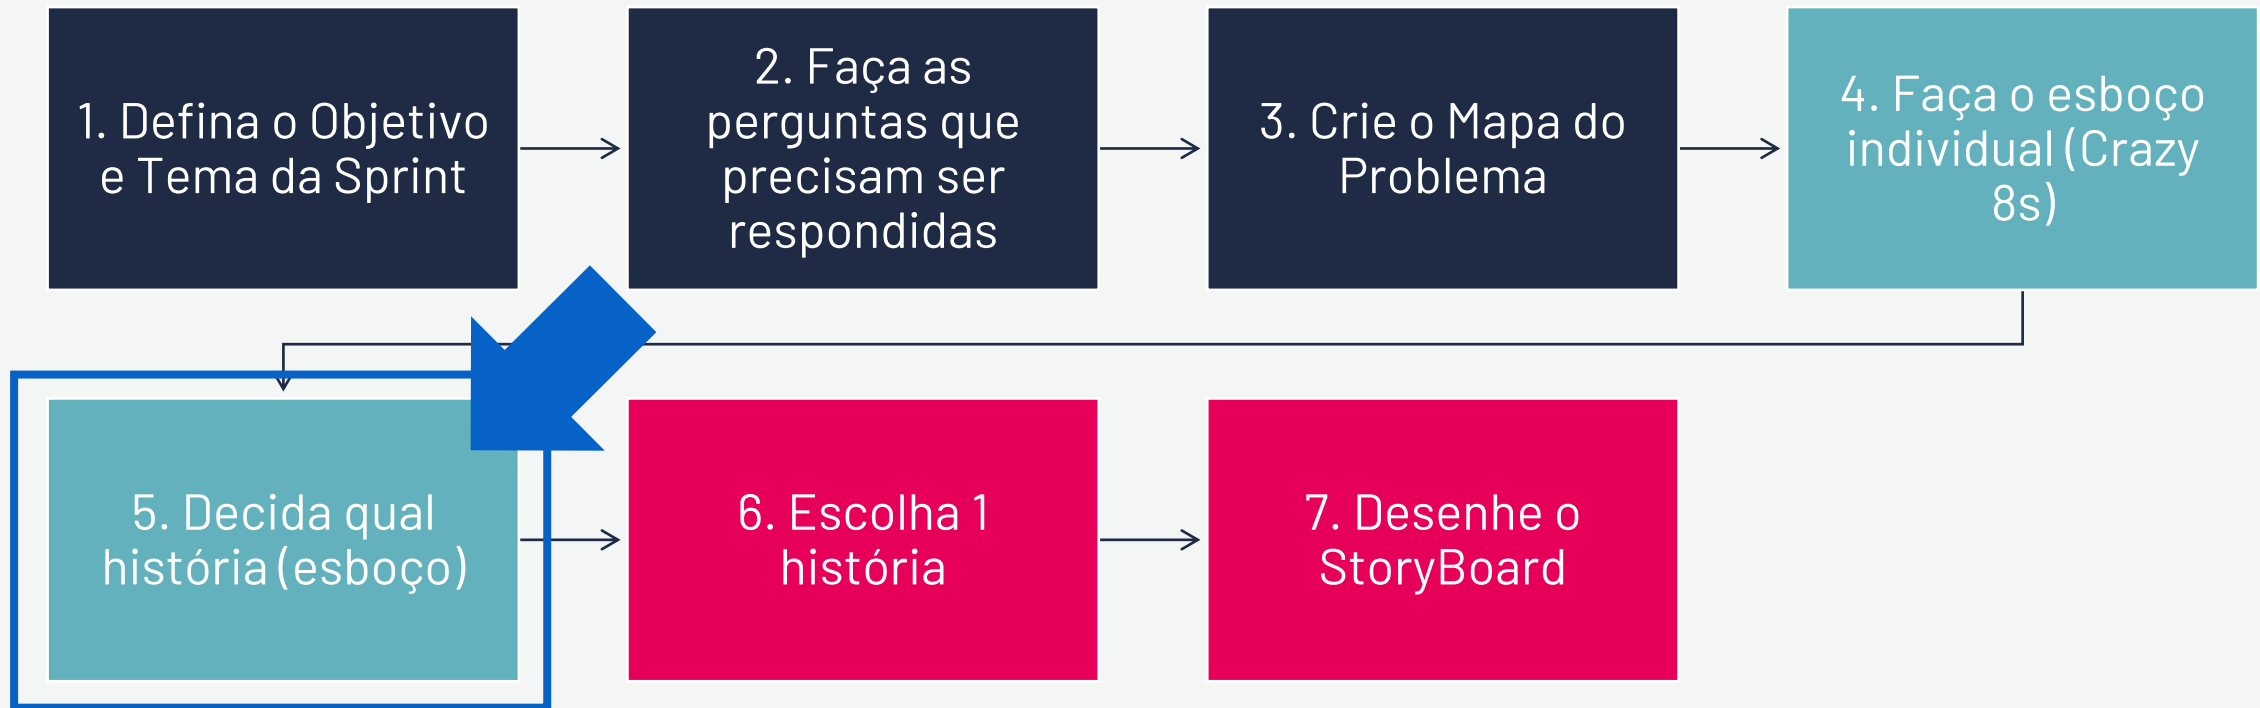 1. Defina o Objetivo
e Tema da Sprint
2. Faça as
perguntas que
precisam ser
respondidas
3. Crie o Mapa do
Problema
4. Faça o esboço
individual (Crazy
8s)
5. Decida qual
história (esboço)
6. Escolha 1
história
7. Desenhe o
StoryBoard